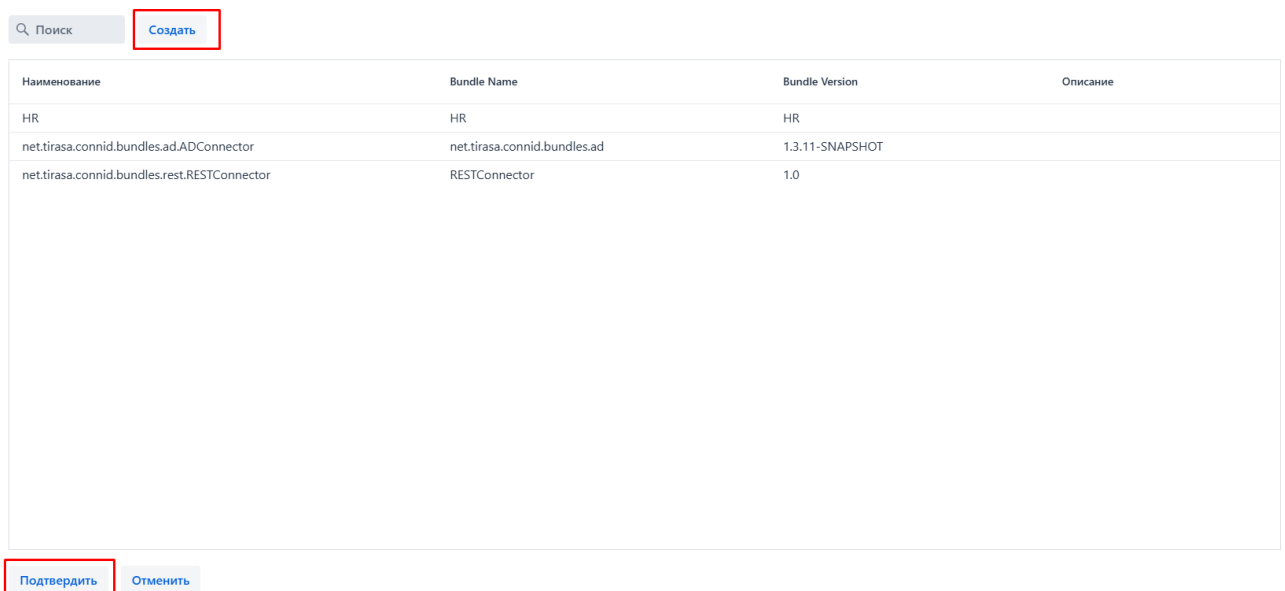 Поиск Создать
Наименование Bundle Name Bundle Version Описание
HR HR HR
net.tirasa.connid.bundles.ad.ADConnector net.tirasa.connid.bundles.ad 1.3.11-SNAPSHOT
net.tirasa.connid.bundles.rest.RESTConnector RESTConnector 1.0
Подтвердить Отменить